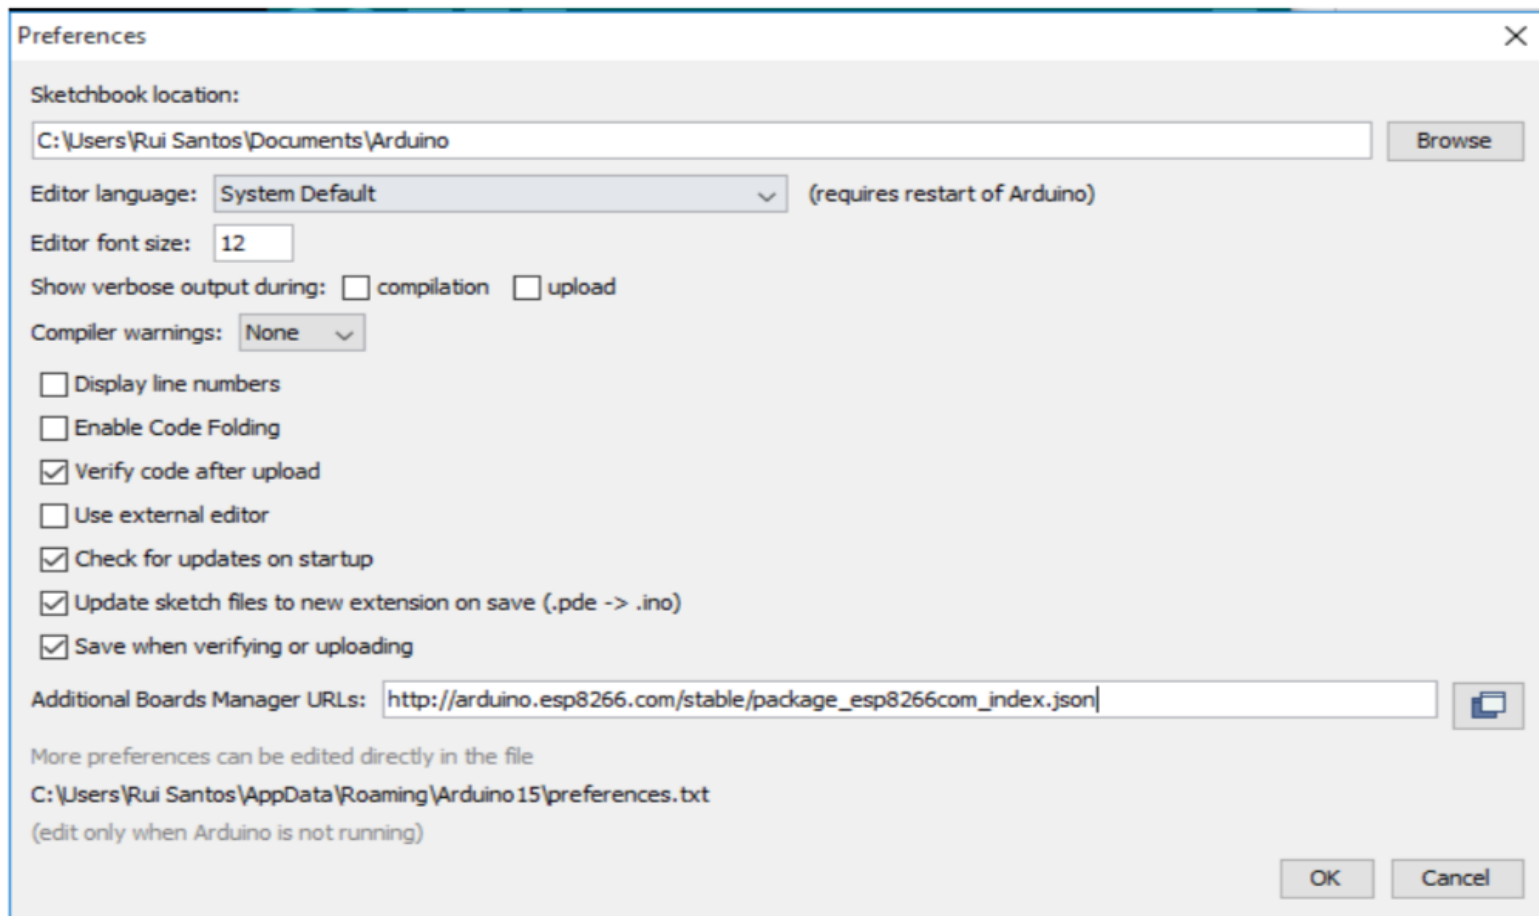 Preferences
Sketchbook location:
C:\Users\Rui Santos\Documents\Arduino Browse
Editor language: System Default (requires restart of Arduino)
Editor font size: 12
Show verbose output during: compilation upload
Compiler warnings: None
Display line numbers
Enable Code Folding
Verify code after upload
Use external editor
Check for updates on startup
Update sketch files to new extension on save (.pde -> .ino)
Save when verifying or uploading
Additional Boards Manager URLs: http://arduino.esp8266.com/stable/package_esp8266com_index.json
More preferences can be edited directly in the file
C:\Users\Rui Santos\AppData\Roaming\Arduino15\preferences.txt
(edit only when Arduino is not running)
OK Cancel